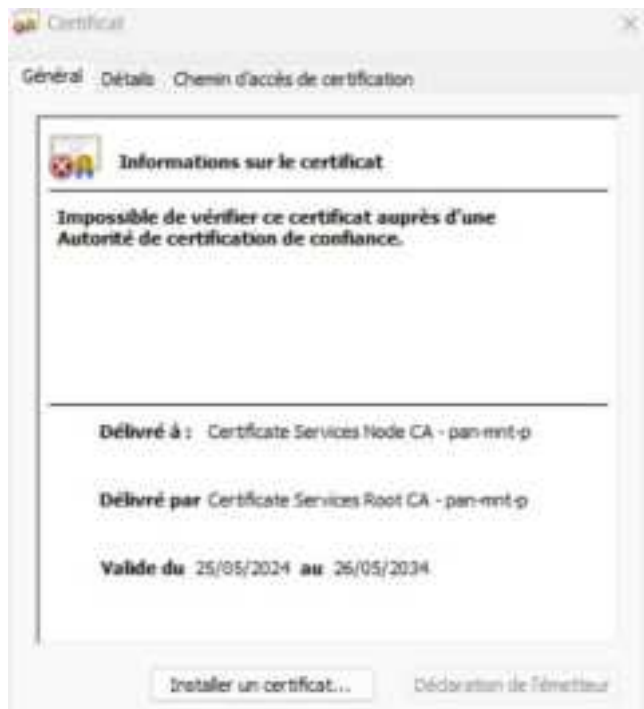 Certificat
Général Détails Chemin d'accès de certification
Informations sur le certificat
Impossible de vérifier ce certificat auprès d'une
Autorité de certification de confiance.
Délivré à : Certificate Services Node CA - pan-mnt-p
Délivré par Certificate Services Root CA - pan-mnt-p
Valide du 25/05/2024 au 26/05/2034
Installer un certificat...
Déclaration de l'émetteur